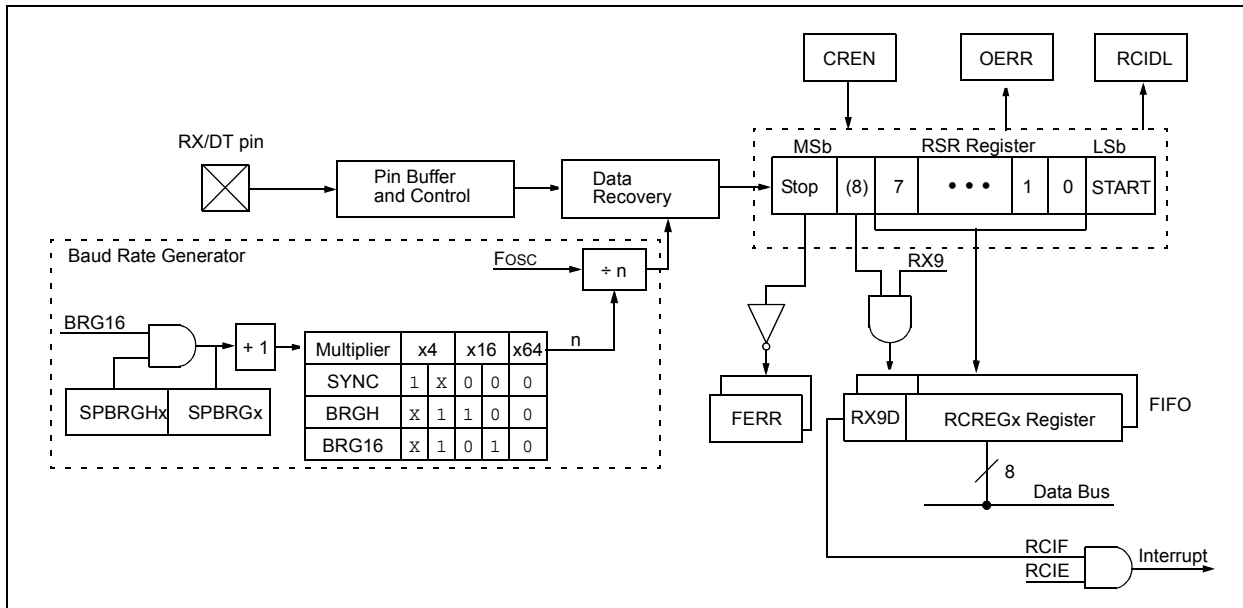 CREN OERR RCIDL
RX/DT pin
MSb RSR Register LSb
Pin Buffer and Control
Data Recovery
Stop (8) 7 • • • 1 0 START
Baud Rate Generator
FOSC
÷ n
RX9
BRG16
+ 1
n
Multiplier x4 x16 x64
SYNC 1 X 0 0 0
BRGH X 1 1 0 0
BRG16 X 1 0 1 0
SPBRGHx SPBRGx
FERR
RX9D RCREGx Register
FIFO
8
Data Bus
RCIF
RCIE
Interrupt